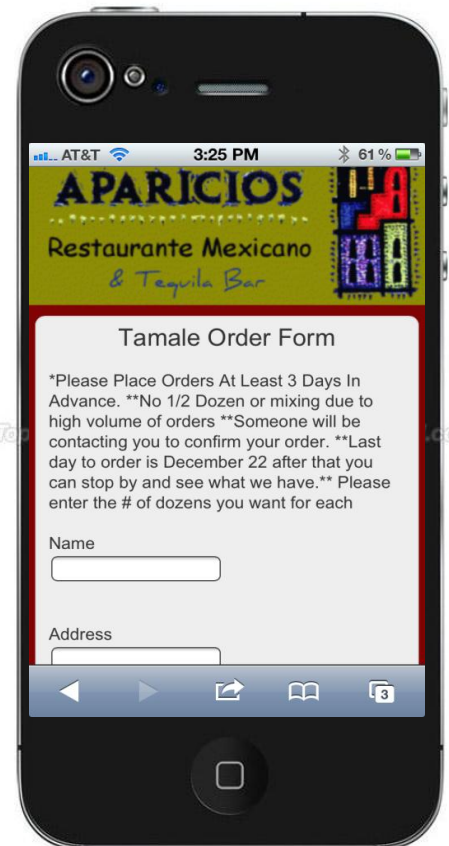 AT&T 3:25 PM 61%
APARICIOS
Restaurante Mexicano
& Tequila Bar
Tamale Order Form
*Please Place Orders At Least 3 Days In
Advance. **No 1/2 Dozen or mixing due to
high volume of orders **Someone will be
contacting you to confirm your order. **Last
day to order is December 22 after that you
can stop by and see what we have.** Please
enter the # of dozens you want for each
Name
Address
3